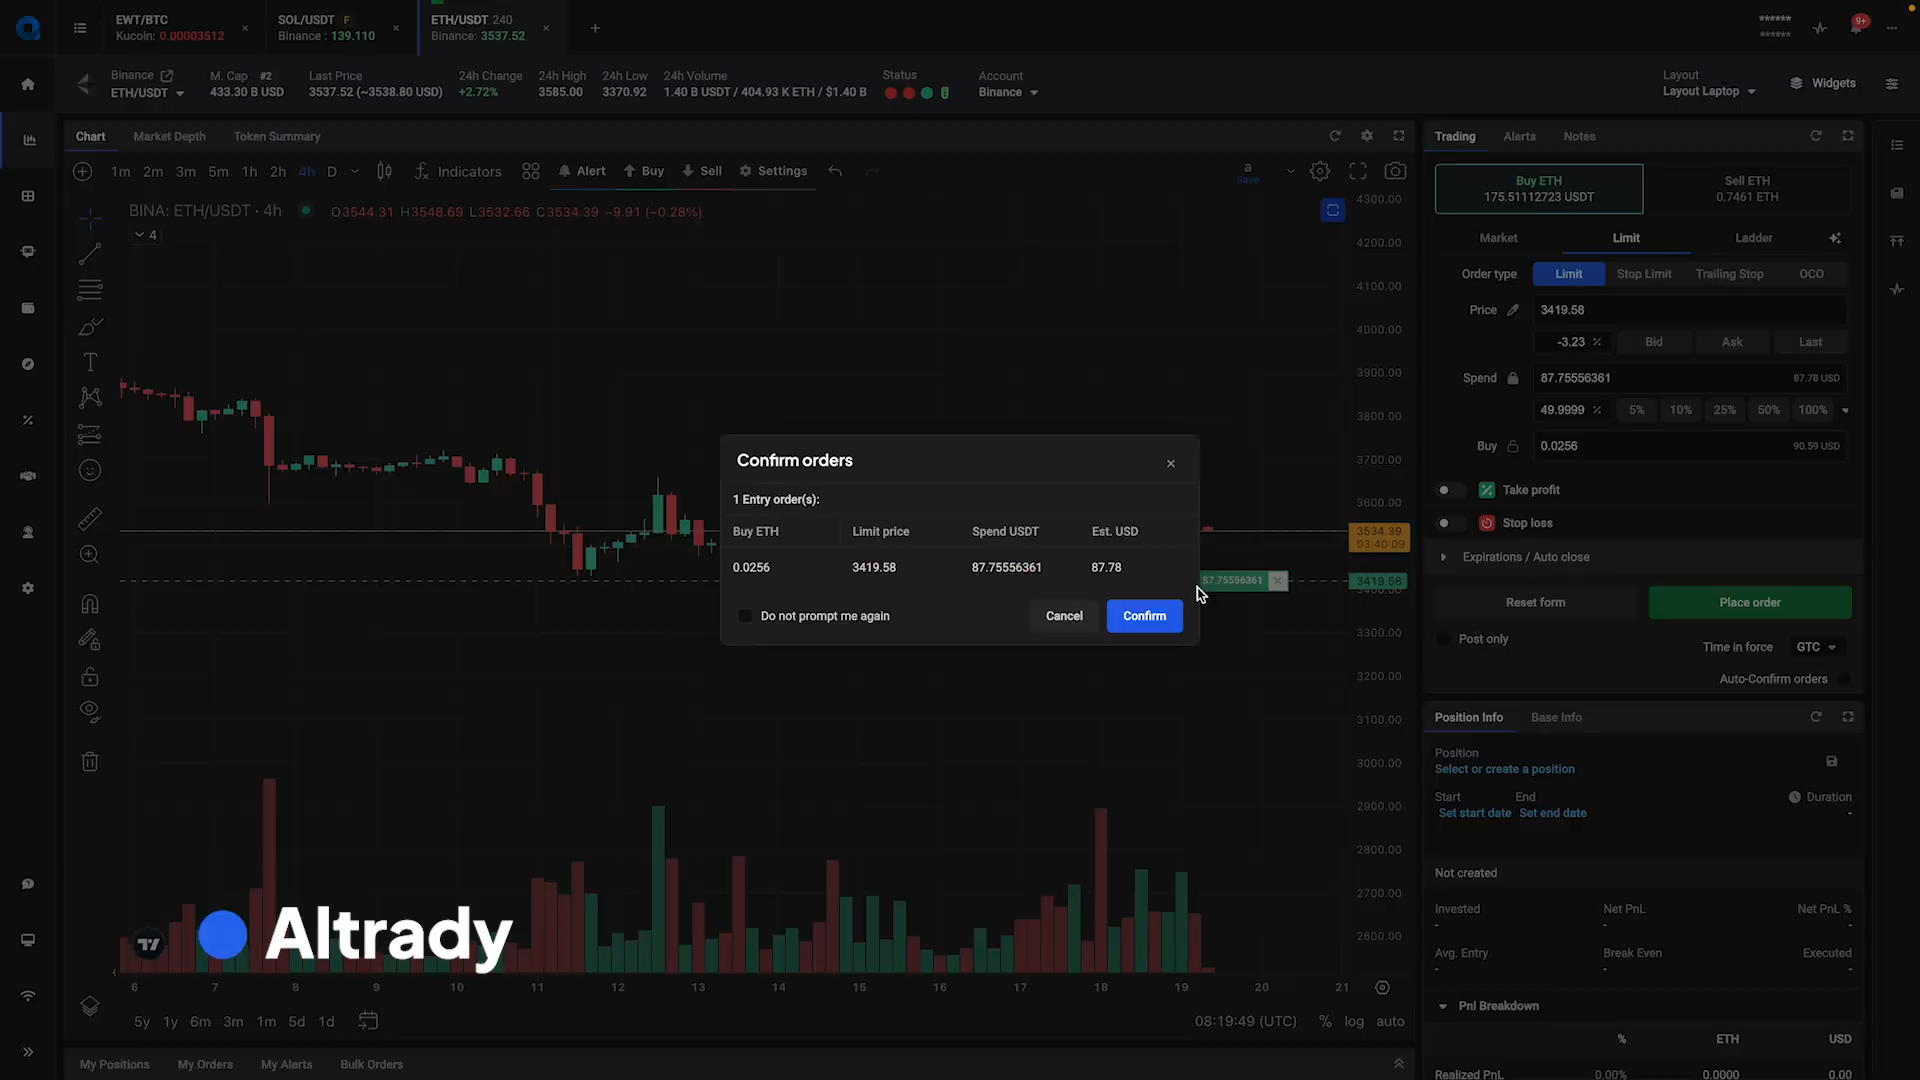 EWT/BTC
Kucoin: 0.00003512
SOL/USDT F
Binance : 139.110
ETH/USDT 240
Binance: 3537.52
******
******
9+
Binance
ETH/USDT
M. Cap #2
433.30 B USD
Last Price
3537.52 (~3538.80 USD)
24h Change
+2.72%
24h High
3585.00
24h Low
3370.92
24h Volume
1.40 B USDT / 404.93 K ETH / $1.40 B
Status
Account
Binance
Layout
Layout Laptop
Widgets
Chart Market Depth Token Summary
1m 2m 3m 5m 1h 2h 4h D Indicators Alert Buy Sell Settings
a
Save
BINA: ETH/USDT · 4h O3544.31 H3548.69 L3532.66 C3534.39 −9.91 (−0.28%)
4
4300.00
4200.00
4100.00
4000.00
3900.00
3800.00
3700.00
3600.00
3534.39
03:40:09
3419.58
3400.00
3300.00
3200.00
3100.00
3000.00
2900.00
2800.00
2700.00
2600.00
87.75556361
Confirm orders
1 Entry order(s):
Buy ETH Limit price Spend USDT Est. USD
0.0256 3419.58 87.75556361 87.78
Do not prompt me again
Cancel
Confirm
Altrady
6 7 8 9 10 11 12 13 14 15 16 17 18 19 20 21
5y 1y 6m 3m 1m 5d 1d
08:19:49 (UTC) % log auto
My Positions My Orders My Alerts Bulk Orders
Trading Alerts Notes
Buy ETH
175.51112723 USDT
Sell ETH
0.7461 ETH
Market Limit Ladder
Order type Limit Stop Limit Trailing Stop OCO
Price 3419.58
-3.23 % Bid Ask Last
Spend 87.75556361 87.78 USD
49.9999 % 5% 10% 25% 50% 100%
Buy 0.0256 90.59 USD
Take profit
Stop loss
Expirations / Auto close
Reset form
Place order
Post only
Time in force GTC
Auto-Confirm orders
Position Info Base Info
Position
Select or create a position
Start End Duration
Set start date Set end date -
Not created
Invested Net PnL Net PnL %
- - -
Avg. Entry Break Even Executed
- - -
Pnl Breakdown
% ETH USD
Realized PnL 0.00% 0.0000 0.00